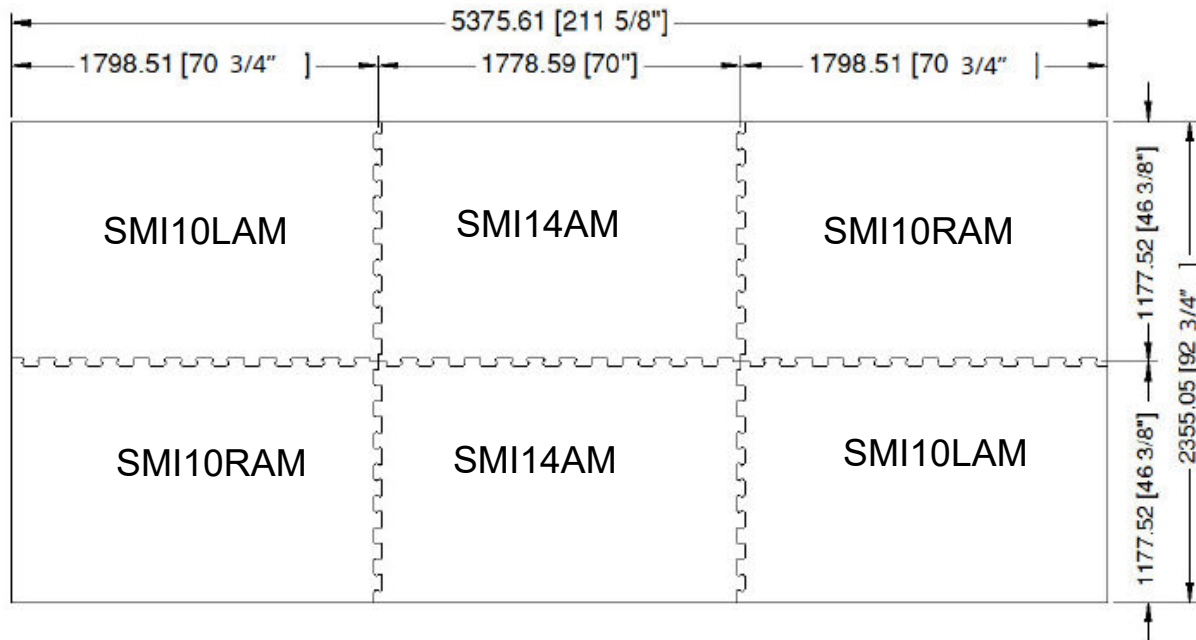 5375.61 [211 5/8"]
1798.51 [70 3/4" ]
1778.59 [70"]
1798.51 [70 3/4" ]
SMI10LAM
SMI14AM
SMI10RAM
1177.52 [46 3/8"]
2355.05 [92 3/4" ]
SMI10RAM
SMI14AM
SMI10LAM
1177.52 [46 3/8"]